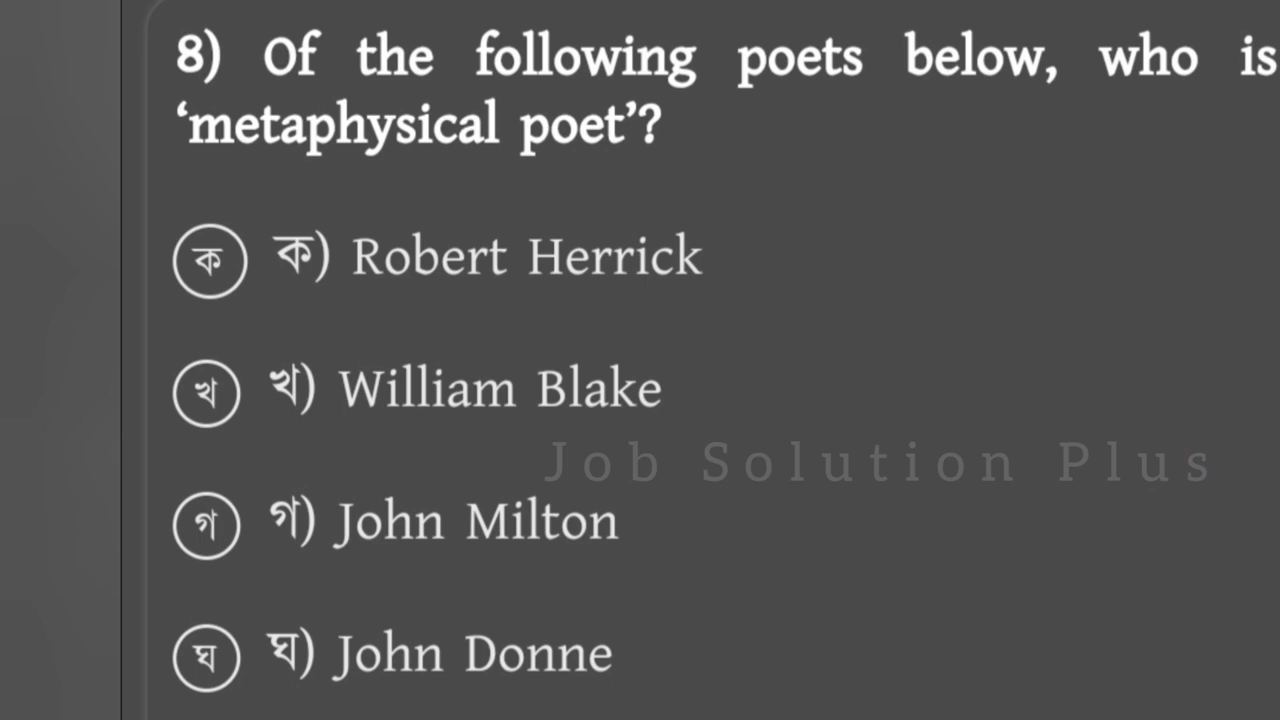 8) Of the following poets below, who is
‘metaphysical poet’?
ক ক) Robert Herrick
খ খ) William Blake
Job Solution Plus
গ গ) John Milton
ঘ ঘ) John Donne